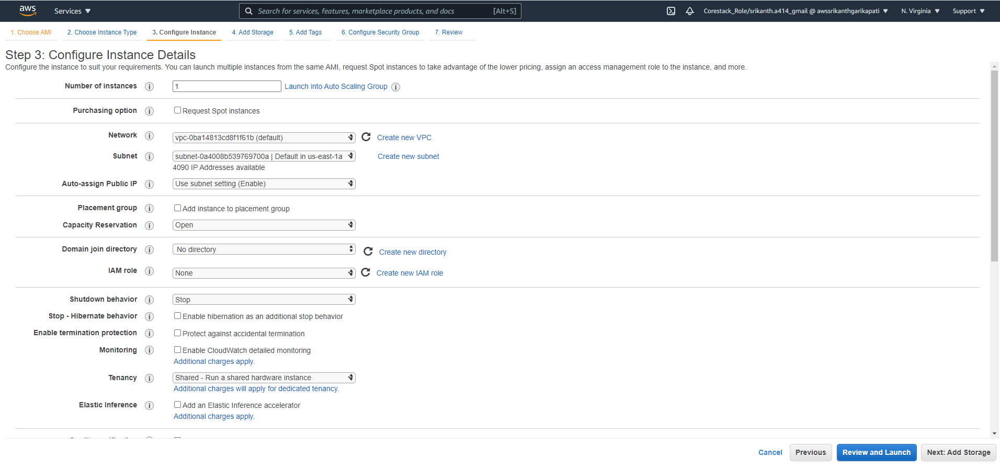 aws Services Search for services, features, marketplace products, and docs [Alt+S] Corestack_Role/srikanth.a414_gmail @ awssrikanthgarikapati N. Virginia Support
1. Choose AMI 2. Choose Instance Type 3. Configure Instance 4. Add Storage 5. Add Tags 6. Configure Security Group 7. Review
Step 3: Configure Instance Details
Configure the instance to suit your requirements. You can launch multiple instances from the same AMI, request Spot instances to take advantage of the lower pricing, assign an access management role to the instance, and more.
Number of instances i 1 Launch into Auto Scaling Group i
Purchasing option i Request Spot instances
Network i vpc-0ba14813cd8f1f61b (default) Create new VPC
Subnet i subnet-0a4008b539769700a | Default in us-east-1a Create new subnet
4090 IP Addresses available
Auto-assign Public IP i Use subnet setting (Enable)
Placement group i Add instance to placement group
Capacity Reservation i Open
Domain join directory i No directory Create new directory
IAM role i None Create new IAM role
Shutdown behavior i Stop
Stop - Hibernate behavior i Enable hibernation as an additional stop behavior
Enable termination protection i Protect against accidental termination
Monitoring i Enable CloudWatch detailed monitoring
Additional charges apply.
Tenancy i Shared - Run a shared hardware instance
Additional charges will apply for dedicated tenancy.
Elastic Inference i Add an Elastic Inference accelerator
Additional charges apply.
Cancel Previous Review and Launch Next: Add Storage